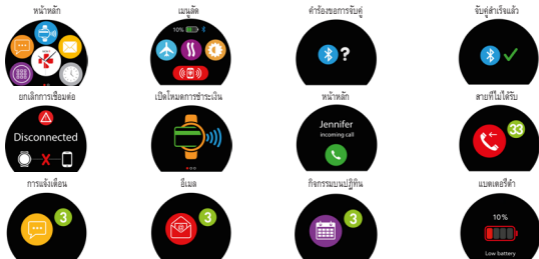 หน้าหลัก
เมนูลัด
คำร้องขอการจับคู่
จับคู่สำเร็จแล้ว
10%
?
ยกเลิกการเชื่อมต่อ
เปิดโหมดการชำระเงิน
หน้าหลัก
สายที่ไม่ได้รับ
Disconnected
X
Jennifer
Incoming call
33
การแจ้งเตือน
อีเมล
กิจกรรมบนปฏิทิน
แบตเตอรี่ต่ำ
3
3
3
10%
Low battery